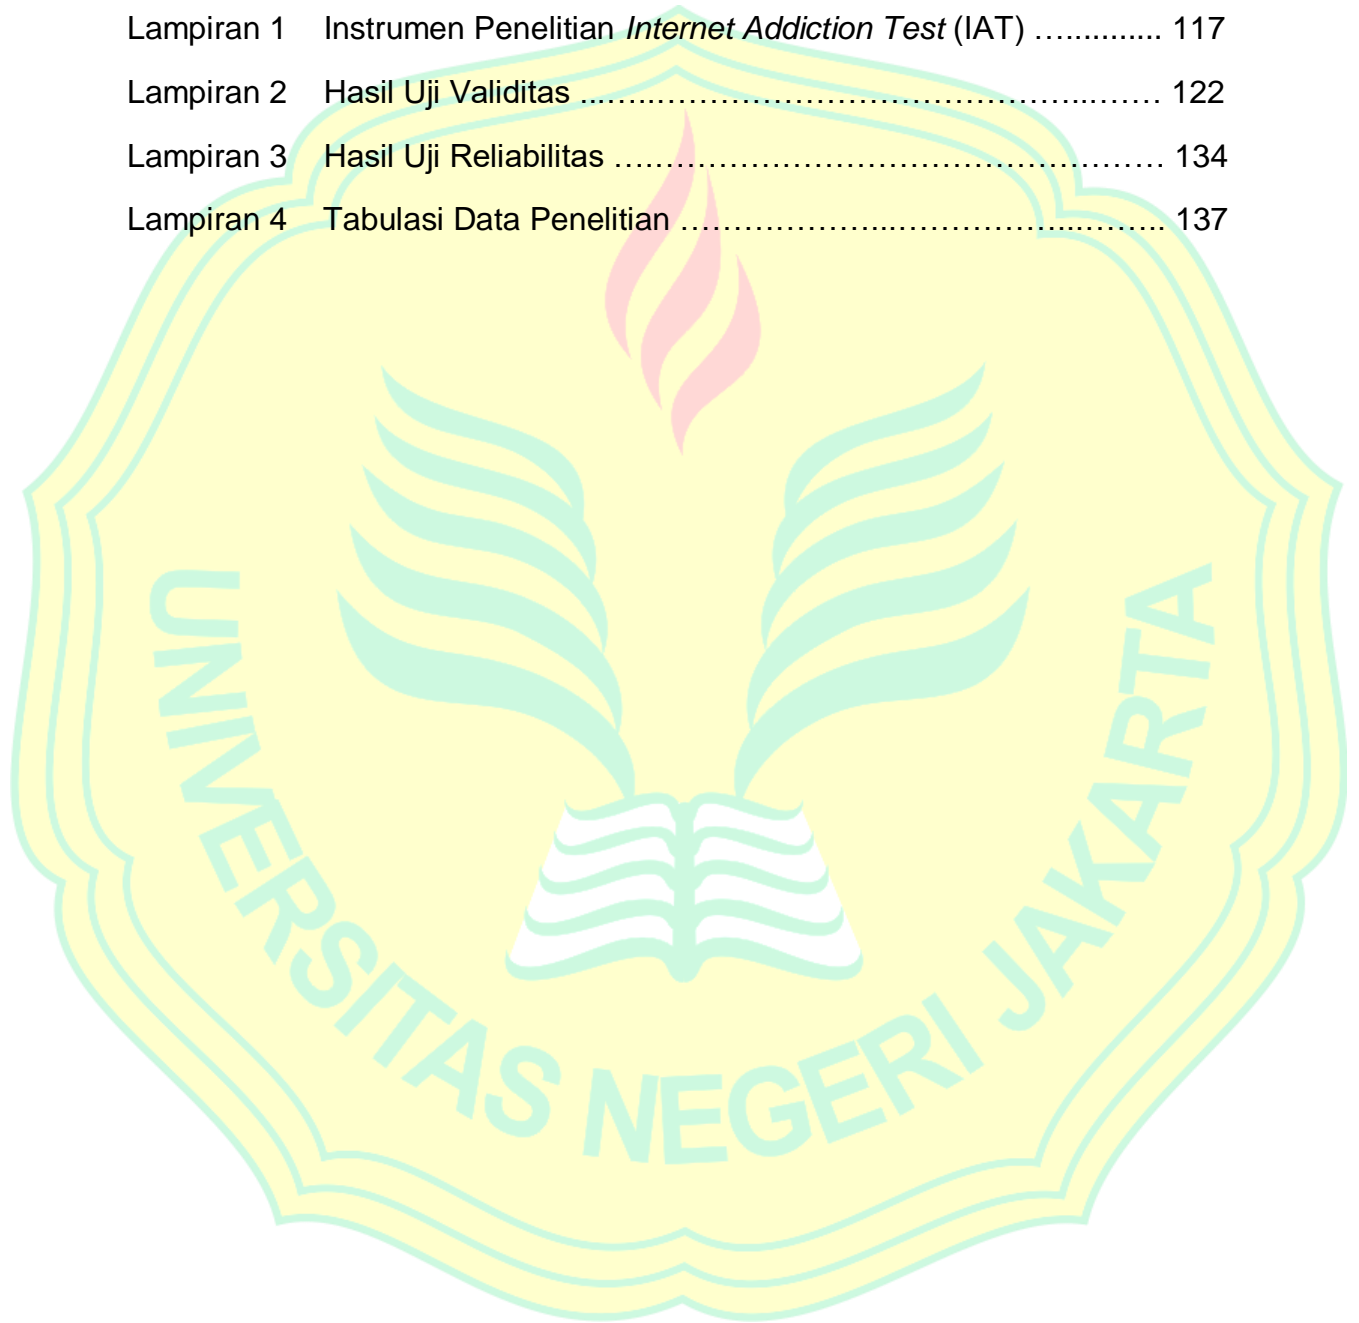 Lampiran 1 Instrumen Penelitian Internet Addiction Test (IAT) …........... 117
Lampiran 2 Hasil Uji Validitas ...…..…………………………………...…… 122
Lampiran 3 Hasil Uji Reliabilitas ……………………………………………… 134
Lampiran 4 Tabulasi Data Penelitian ………………...……………....…….. 137
UNIVERSITAS NEGERI JAKARTA